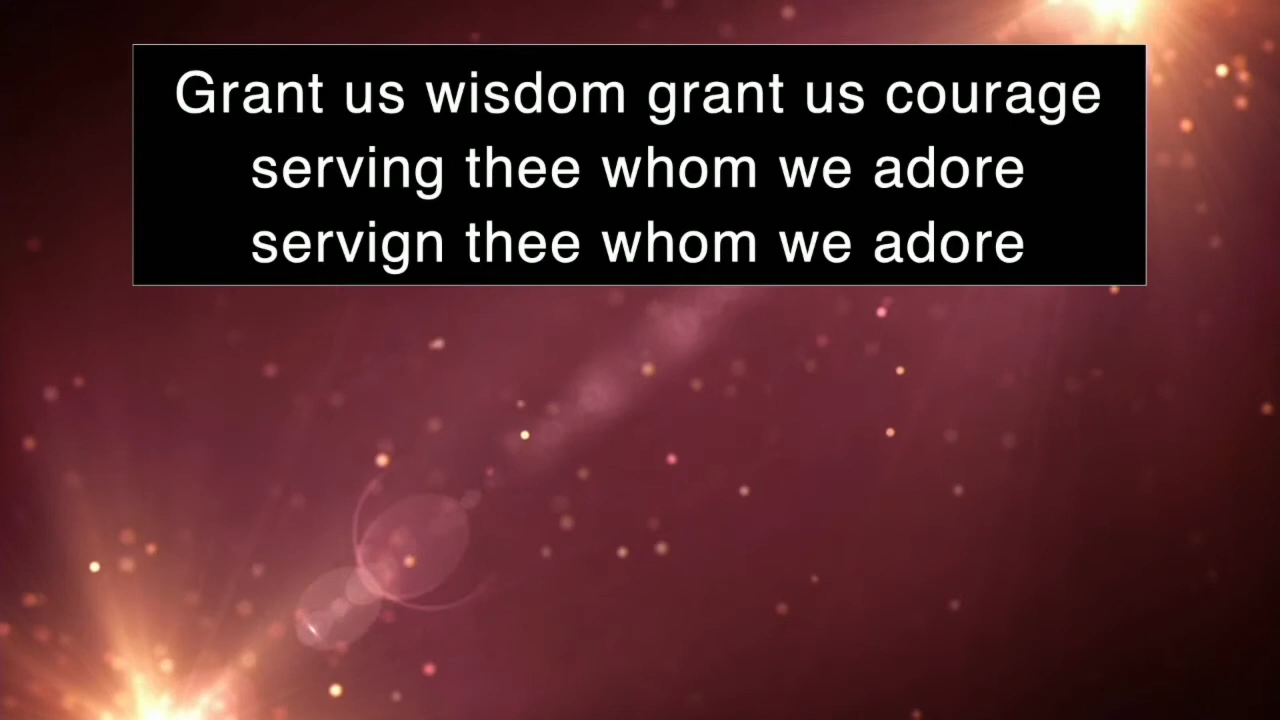 Grant us wisdom grant us courage
serving thee whom we adore
servign thee whom we adore